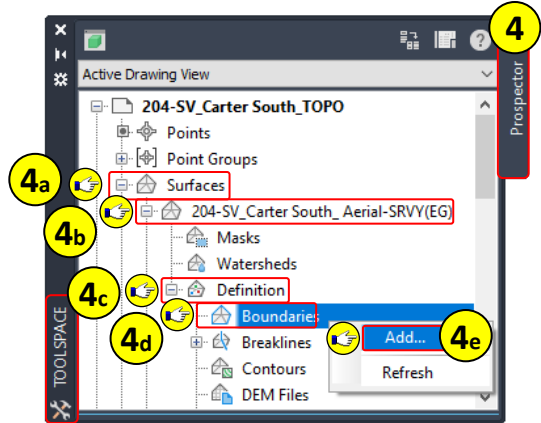 4
Active Drawing View
Prospector
204-SV_Carter South_TOPO
Points
Point Groups
4a
Surfaces
4b
204-SV_Carter South_ Aerial-SRVY(EG)
Masks
Watersheds
4c
Definition
4d
Boundaries
4e
Add...
Breaklines
Refresh
Contours
DEM Files
TOOLSPACE